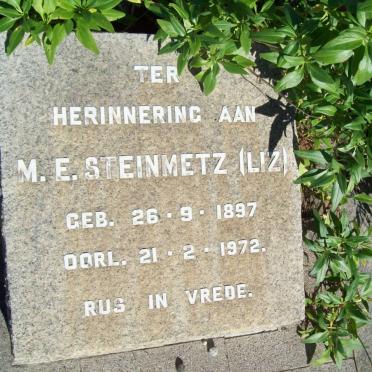 TER
HERINNERING AAN
M. E. STEINMETZ (LIZ)
GEB. 26 · 9 · 1897
OORL. 21 · 2 · 1972.
RUS IN VREDE.